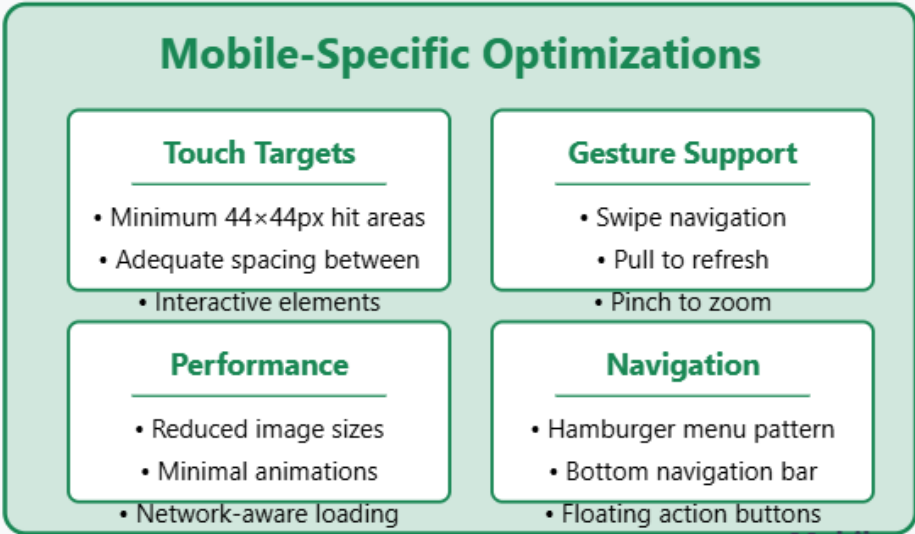 Mobile-Specific Optimizations
Touch Targets
• Minimum 44×44px hit areas
• Adequate spacing between
• Interactive elements
Gesture Support
• Swipe navigation
• Pull to refresh
• Pinch to zoom
Performance
• Reduced image sizes
• Minimal animations
• Network-aware loading
Navigation
• Hamburger menu pattern
• Bottom navigation bar
• Floating action buttons